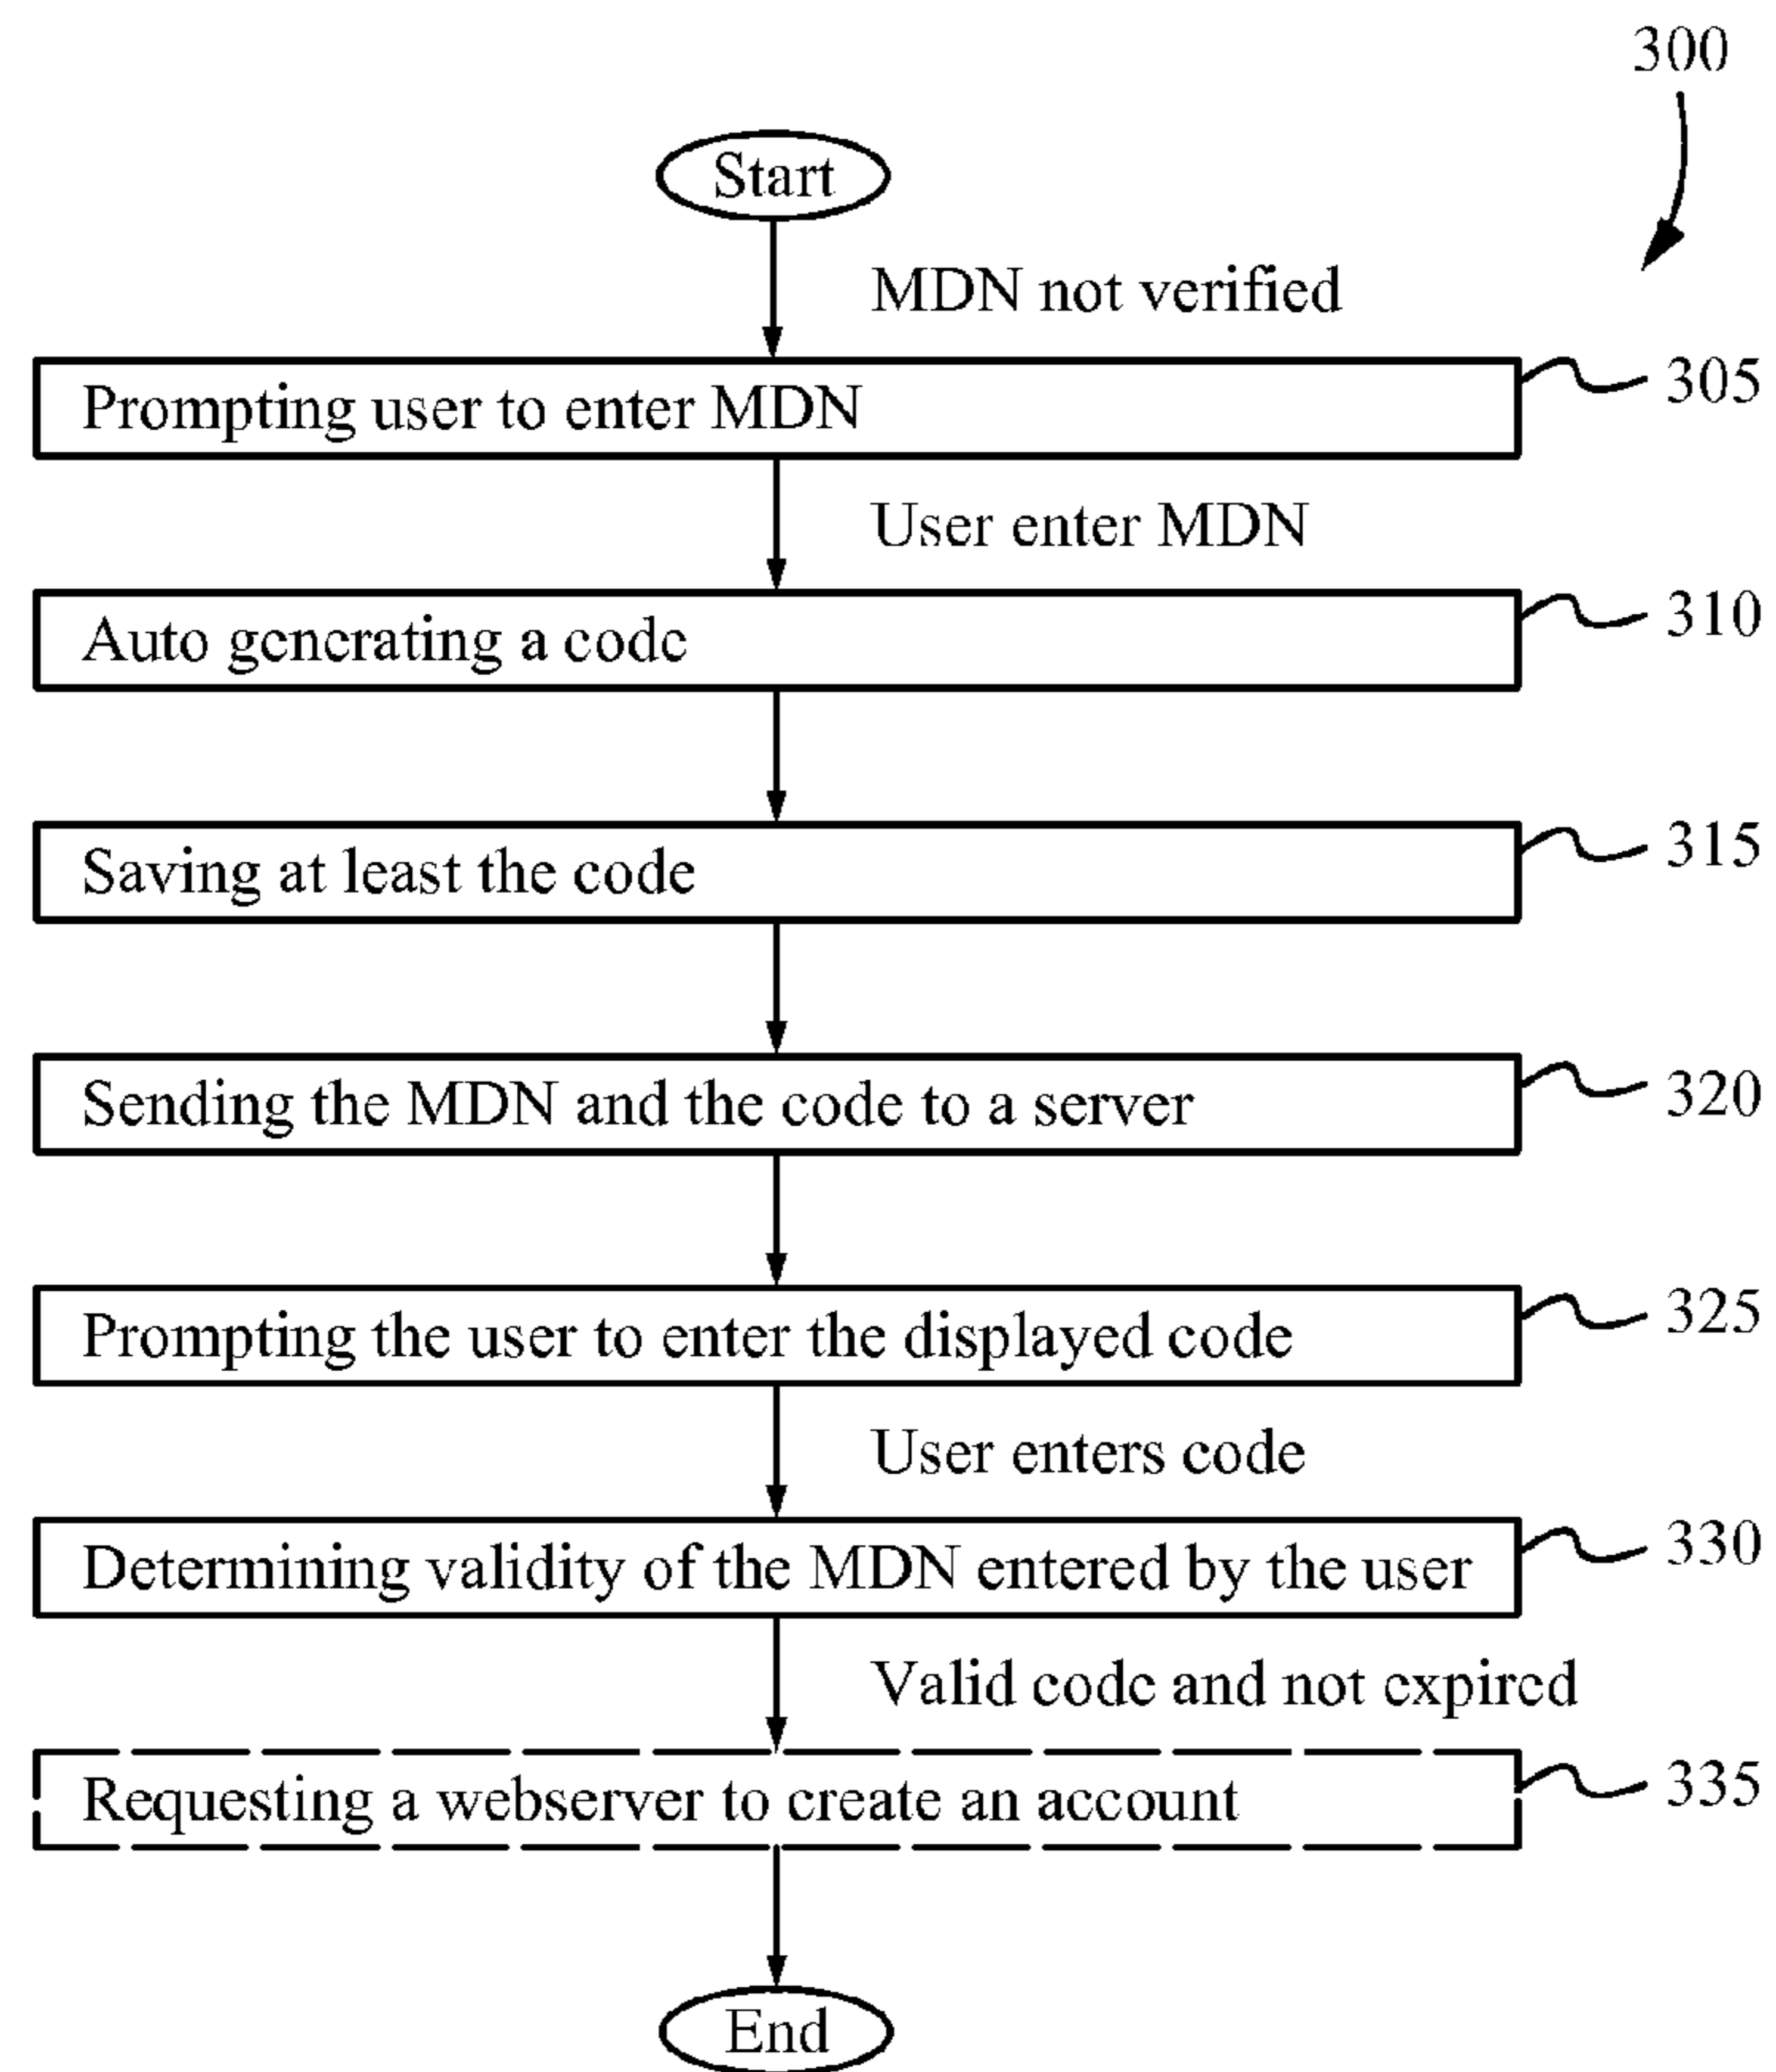 300
Start
MDN not verified
Prompting user to enter MDN
305
User enter MDN
Auto generating a code
310
Saving at least the code
315
Sending the MDN and the code to a server
320
Prompting the user to enter the displayed code
325
User enters code
Determining validity of the MDN entered by the user
330
Valid code and not expired
Requesting a webserver to create an account
335
End